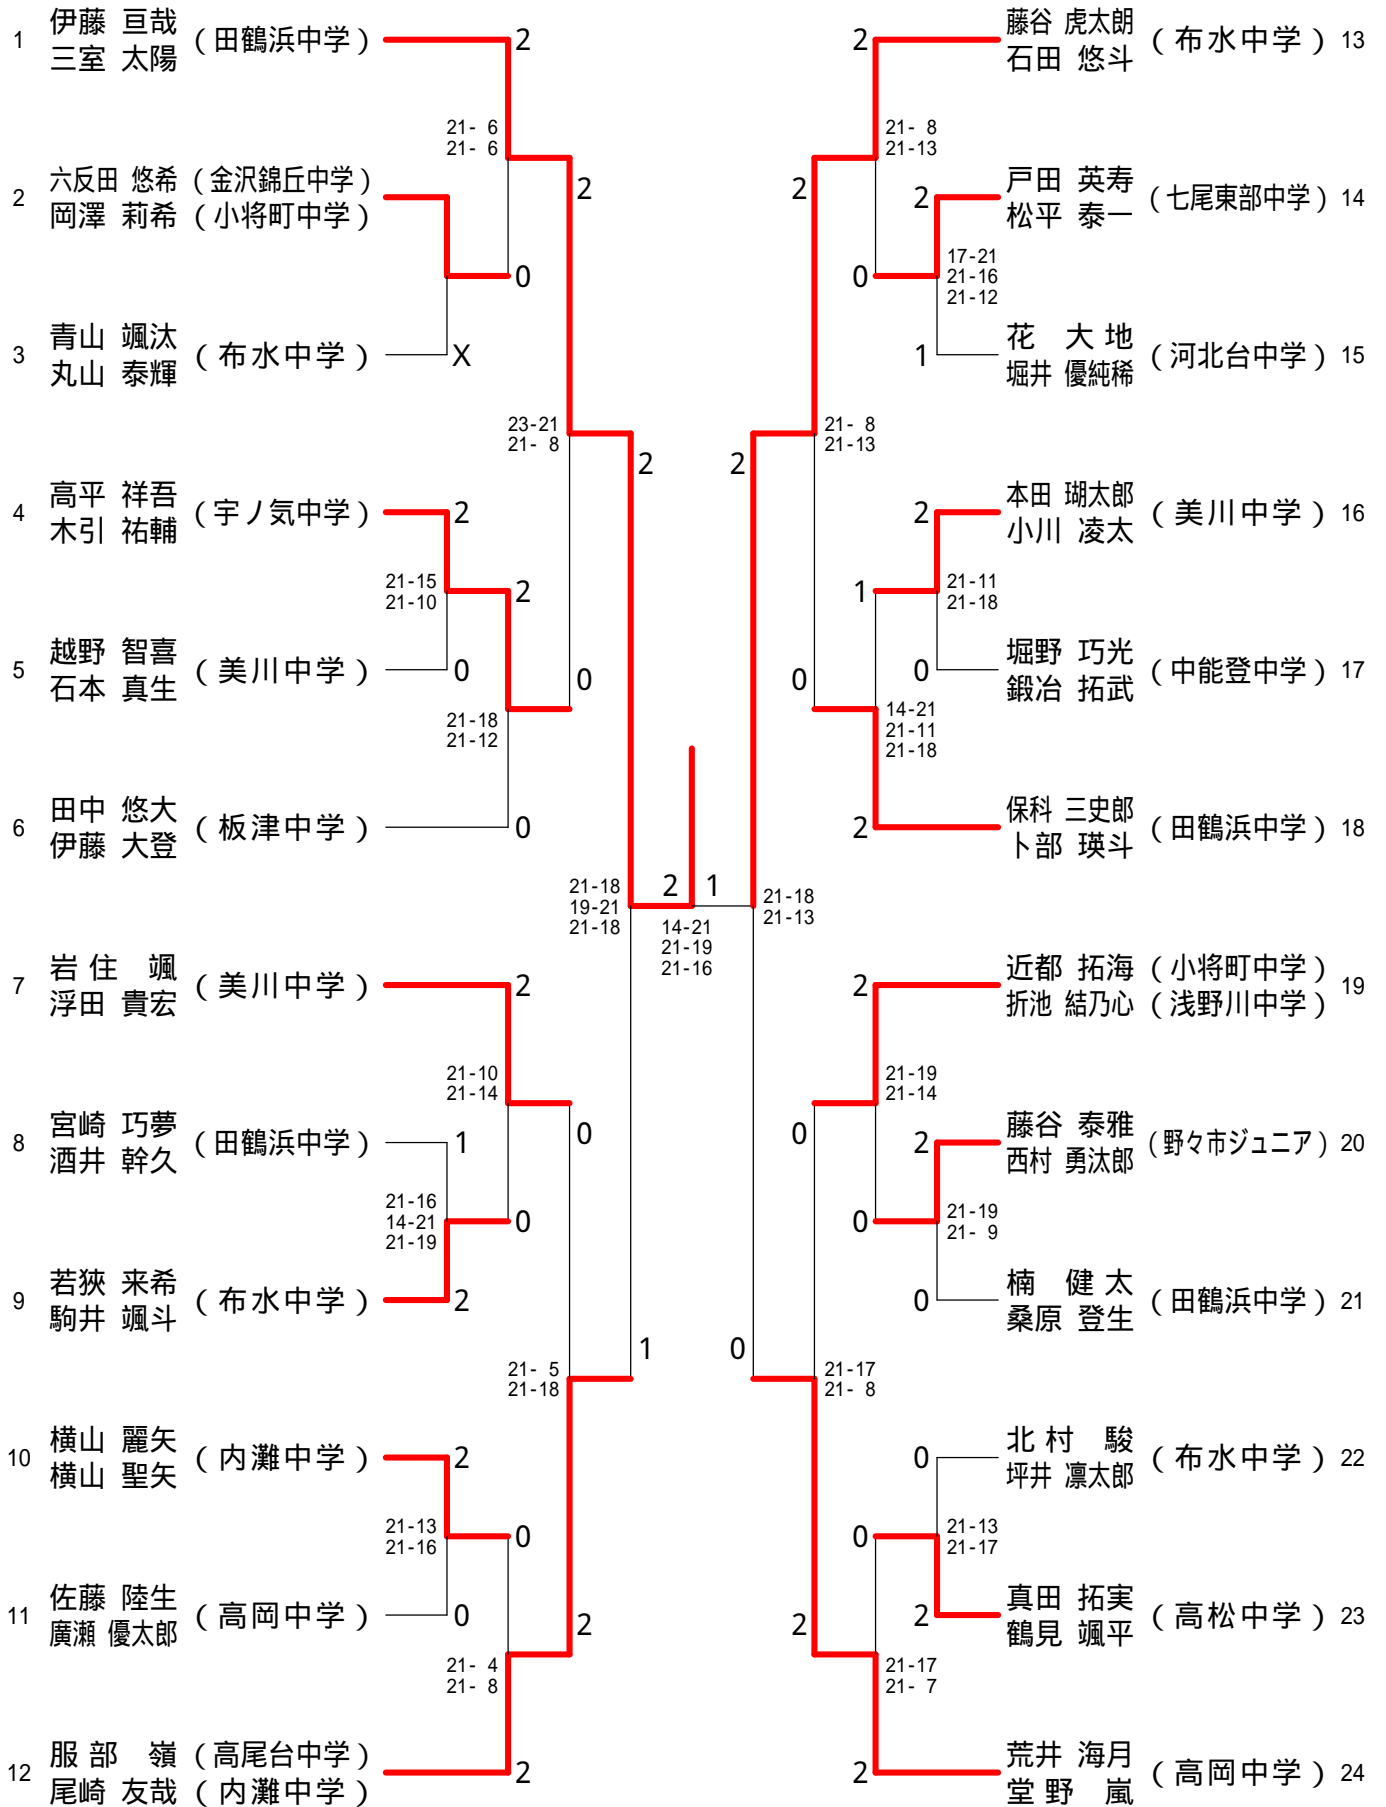 1 伊藤 亘哉 三室 太陽 (田鶴浜中学) 2
21- 6
21- 6
2 六反田 悠希 (金沢錦丘中学)
岡澤 莉希 (小将町中学)
2
0
3 青山 颯汰 丸山 泰輝 (布水中学) X
23-21
21- 8
2
4 高平 祥吾 木引 祐輔 (宇ノ気中学) 2
21-15
21-10
2
5 越野 智喜 石本 真生 (美川中学) 0
0
21-18
21-12
6 田中 悠大 伊藤 大登 (板津中学) 0
21-18
19-21
21-18
2 1
14-21
21-19
21-16
7 岩住 颯 浮田 貴宏 (美川中学) 2
21-10
21-14
8 宮崎 巧夢 酒井 幹久 (田鶴浜中学) 1
0
21-16
14-21
21-19
0
9 若狹 来希 駒井 颯斗 (布水中学) 2
1
21- 5
21-18
10 横山 麗矢 横山 聖矢 (内灘中学) 2
21-13
21-16
0
11 佐藤 陸生 廣瀬 優太郎 (高岡中学) 0
2
21- 4
21- 8
12 服部 嶺 (高尾台中学)
尾崎 友哉 (内灘中学)
2
2 藤谷 虎太朗 石田 悠斗 (布水中学) 13
21- 8
21-13
2
2 戸田 英寿 松平 泰一 (七尾東部中学) 14
0
17-21
21-16
21-12
1 花 大地 堀井 優純稀 (河北台中学) 15
21- 8
21-13
2
2 本田 瑚太郎 小川 凌太 (美川中学) 16
1
21-11
21-18
0 堀野 巧光 鍛冶 拓武 (中能登中学) 17
0
14-21
21-11
21-18
2 保科 三史郎 卜部 瑛斗 (田鶴浜中学) 18
21-18
21-13
2 近都 拓海 (小将町中学) 19
折池 結乃心 (浅野川中学)
21-19
21-14
0
2 藤谷 泰雅 西村 勇汰郎 (野々市ジュニア) 20
0
21-19
21- 9
0 楠 健太 桑原 登生 (田鶴浜中学) 21
0
21-17
21- 8
0 北村 駿 坪井 凛太郎 (布水中学) 22
0
21-13
21-17
2 真田 拓実 鶴見 颯平 (高松中学) 23
2
21-17
21- 7
2 荒井 海月 堂野 嵐 (高岡中学) 24